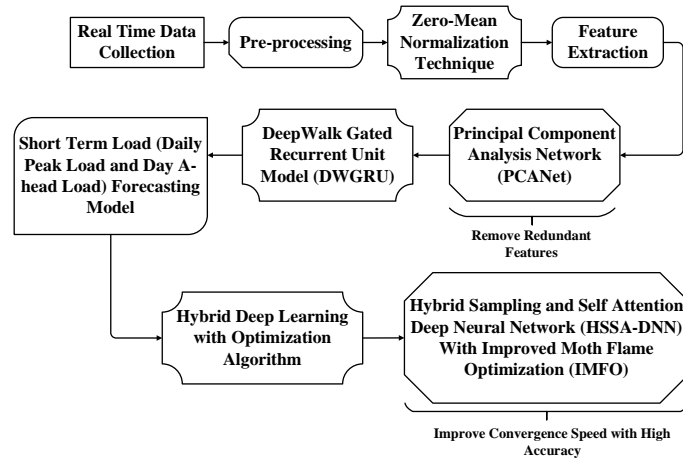 Real Time Data
Collection
Pre-processing
Zero-Mean
Normalization
Technique
Feature
Extraction
Principal Component
Analysis Network
(PCANet)
Remove Redundant
Features
DeepWalk Gated
Recurrent Unit
Model (DWGRU)
Short Term Load (Daily
Peak Load and Day A-
head Load) Forecasting
Model
Hybrid Deep Learning
with Optimization
Algorithm
Hybrid Sampling and Self Attention
Deep Neural Network (HSSA-DNN)
With Improved Moth Flame
Optimization (IMFO)
Improve Convergence Speed with High
Accuracy